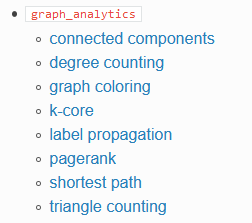 graph_analytics
connected components
degree counting
graph coloring
k-core
label propagation
pagerank
shortest path
triangle counting